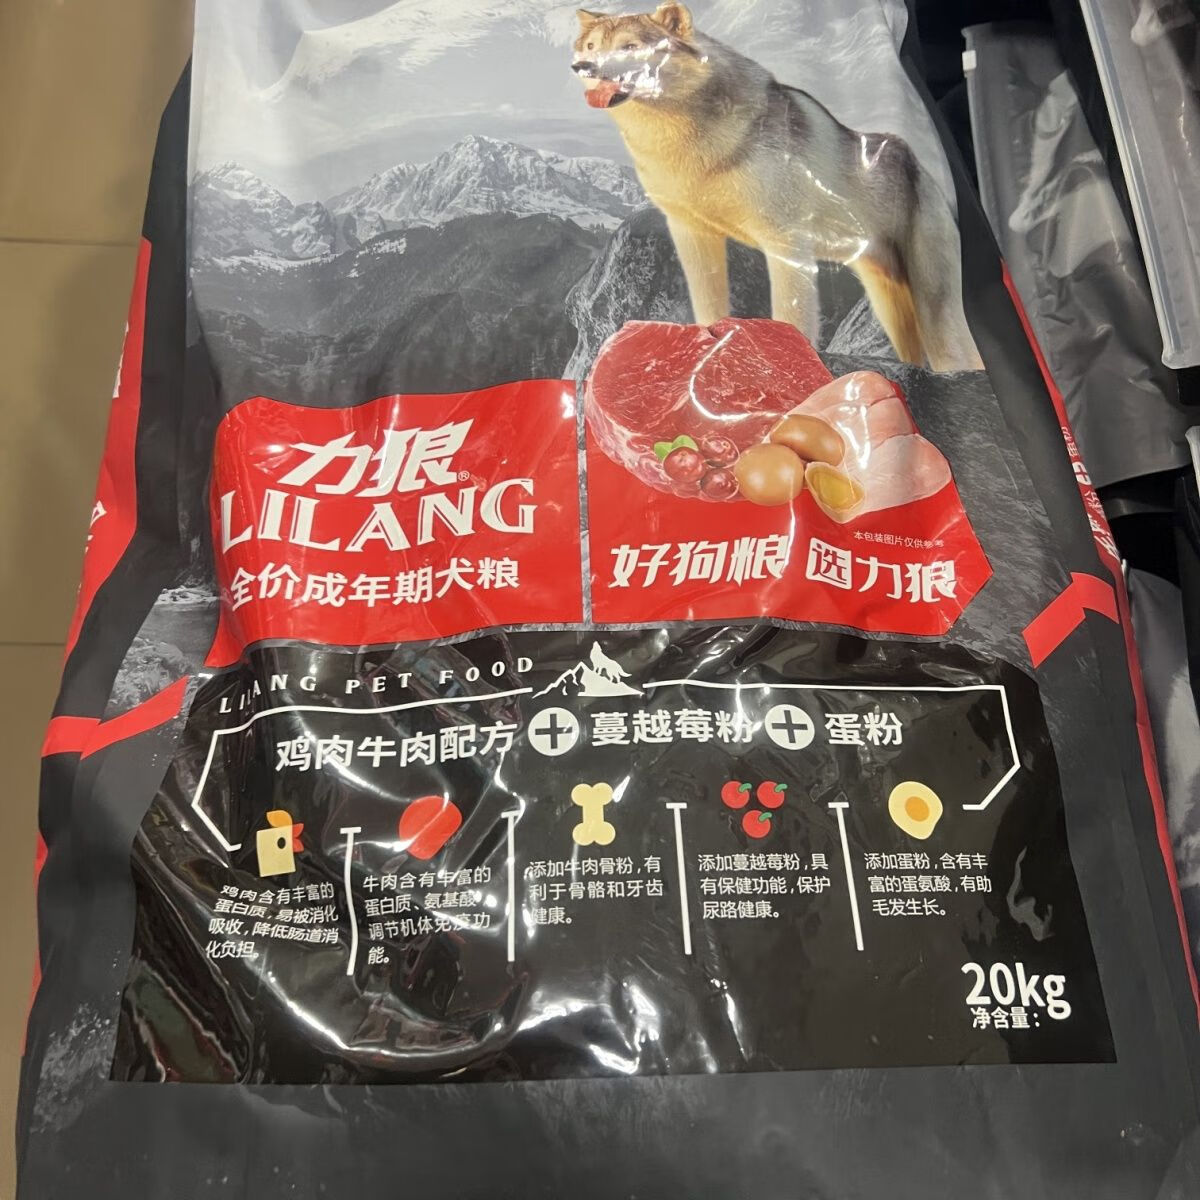 力狼®
LILANG
全价成年期犬粮
本包装图片仅供参考
好狗粮 选力狼
LILANG PET FOOD
鸡肉牛肉配方 + 蔓越莓粉 + 蛋粉
鸡肉含有丰富的
蛋白质，易被消化
吸收，降低肠道消
化负担。
牛肉含有丰富的
蛋白质、氨基酸，
调节机体免疫功
能。
添加牛肉骨粉，有
利于骨骼和牙齿
健康。
添加蔓越莓粉，具
有保健功能，保护
尿路健康。
添加蛋粉，含有丰
富的蛋氨酸，有助
毛发生长。
20kg
净含量：